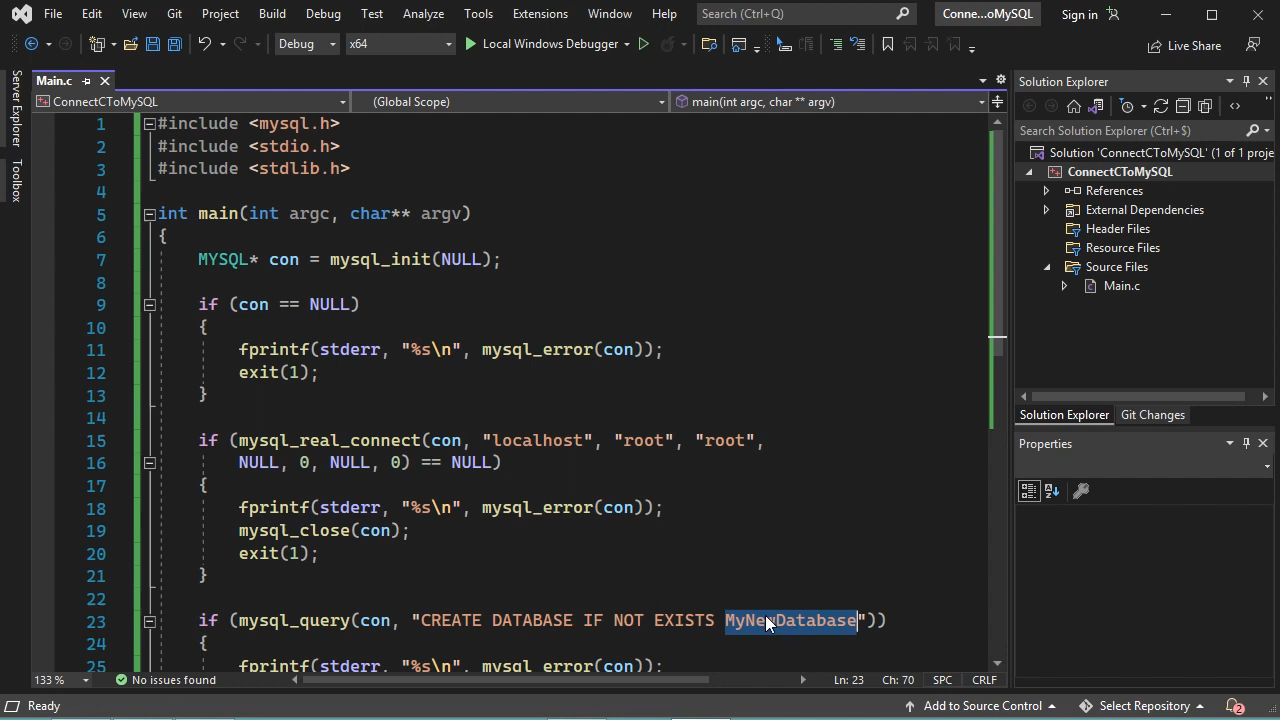 File Edit View Git Project Build Debug Test Analyze Tools Extensions Window Help Search (Ctrl+Q) Conne...oMySQL Sign in
Debug x64 Local Windows Debugger Live Share
Server Explorer
Toolbox
Main.c
ConnectCToMySQL (Global Scope) main(int argc, char ** argv)
1 #include <mysql.h>
2 #include <stdio.h>
3 #include <stdlib.h>
4
5 int main(int argc, char** argv)
6 {
7 MYSQL* con = mysql_init(NULL);
8
9 if (con == NULL)
10 {
11 fprintf(stderr, "%s\n", mysql_error(con));
12 exit(1);
13 }
14
15 if (mysql_real_connect(con, "localhost", "root", "root",
16 NULL, 0, NULL, 0) == NULL)
17 {
18 fprintf(stderr, "%s\n", mysql_error(con));
19 mysql_close(con);
20 exit(1);
21 }
22
23 if (mysql_query(con, "CREATE DATABASE IF NOT EXISTS MyNewDatabase"))
24 {
25 fprintf(stderr, "%s\n", mysql_error(con));
133 % No issues found Ln: 23 Ch: 70 SPC CRLF
Solution Explorer
Search Solution Explorer (Ctrl+$)
Solution 'ConnectCToMySQL' (1 of 1 proje
ConnectCToMySQL
References
External Dependencies
Header Files
Resource Files
Source Files
Main.c
Solution Explorer Git Changes
Properties
Ready Add to Source Control Select Repository 2